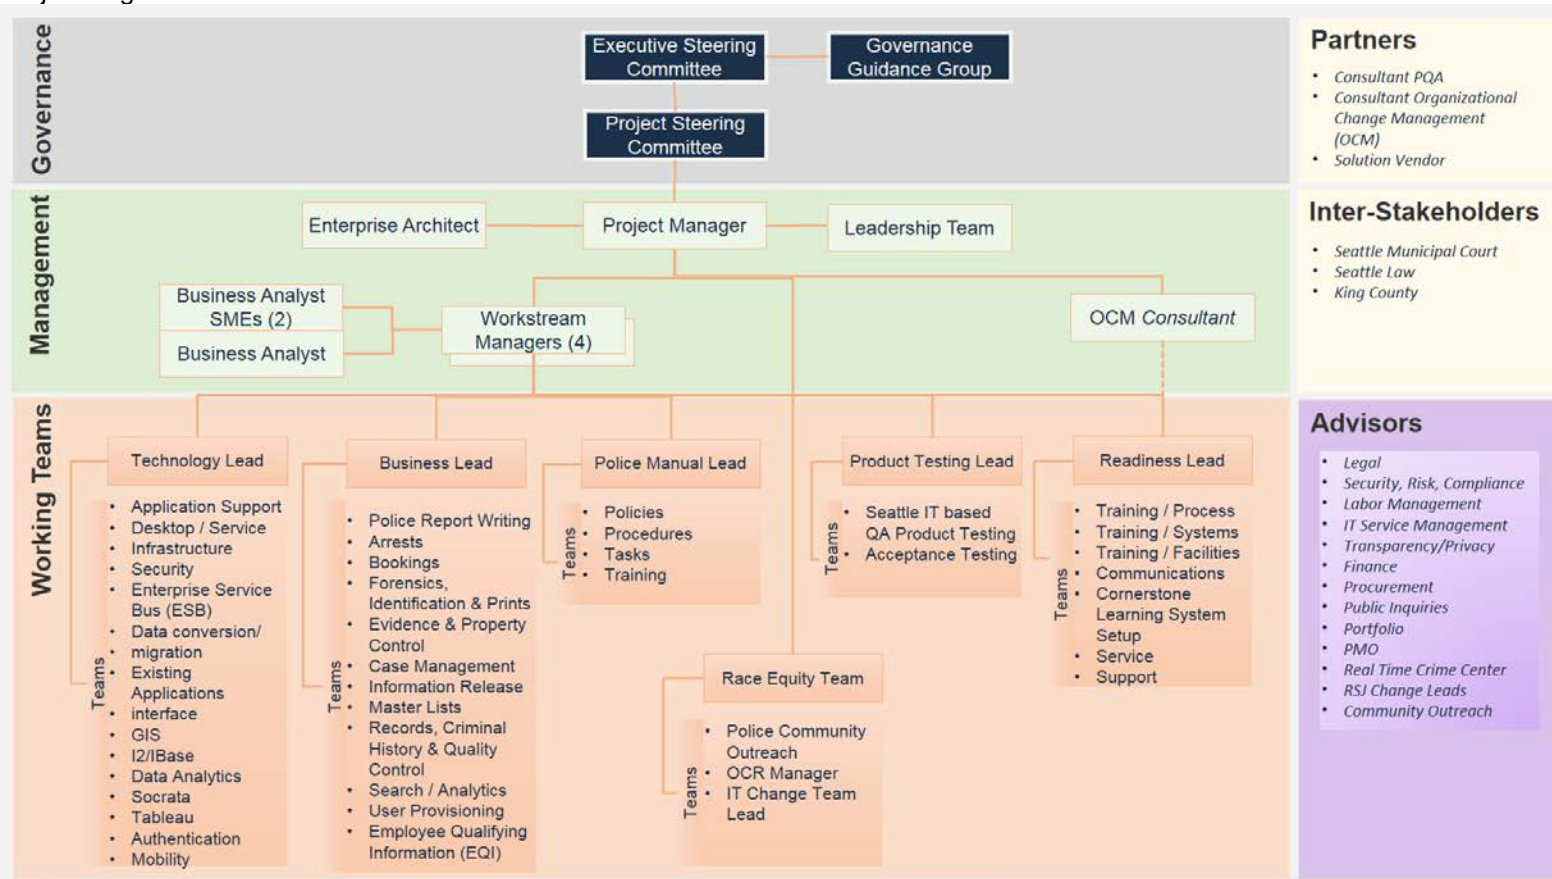 Governance
Executive Steering
Committee
Governance
Guidance Group
Project Steering
Committee
Management
Enterprise Architect
Project Manager
Leadership Team
Business Analyst
SMEs (2)
Business Analyst
Workstream
Managers (4)
OCM Consultant
Working Teams
Technology Lead
Teams
• Application Support
• Desktop / Service
• Infrastructure
• Security
• Enterprise Service
Bus (ESB)
• Data conversion/
• migration
• Existing
Applications
• interface
• GIS
• I2/IBase
• Data Analytics
• Socrata
• Tableau
• Authentication
• Mobility
Business Lead
Teams
• Police Report Writing
• Arrests
• Bookings
• Forensics,
Identification & Prints
• Evidence & Property
Control
• Case Management
• Information Release
• Master Lists
• Records, Criminal
History & Quality
Control
• Search / Analytics
• User Provisioning
• Employee Qualifying
Information (EQI)
Police Manual Lead
Teams
• Policies
• Procedures
• Tasks
• Training
Race Equity Team
Teams
• Police Community
Outreach
• OCR Manager
• IT Change Team
Lead
Product Testing Lead
Teams
• Seattle IT based
QA Product Testing
• Acceptance Testing
Readiness Lead
Teams
• Training / Process
• Training / Systems
• Training / Facilities
• Communications
• Cornerstone
Learning System
Setup
• Service
• Support
Partners
• Consultant PQA
• Consultant Organizational
Change Management
(OCM)
• Solution Vendor
Inter-Stakeholders
• Seattle Municipal Court
• Seattle Law
• King County
Advisors
• Legal
• Security, Risk, Compliance
• Labor Management
• IT Service Management
• Transparency/Privacy
• Finance
• Procurement
• Public Inquiries
• Portfolio
• PMO
• Real Time Crime Center
• RSJ Change Leads
• Community Outreach